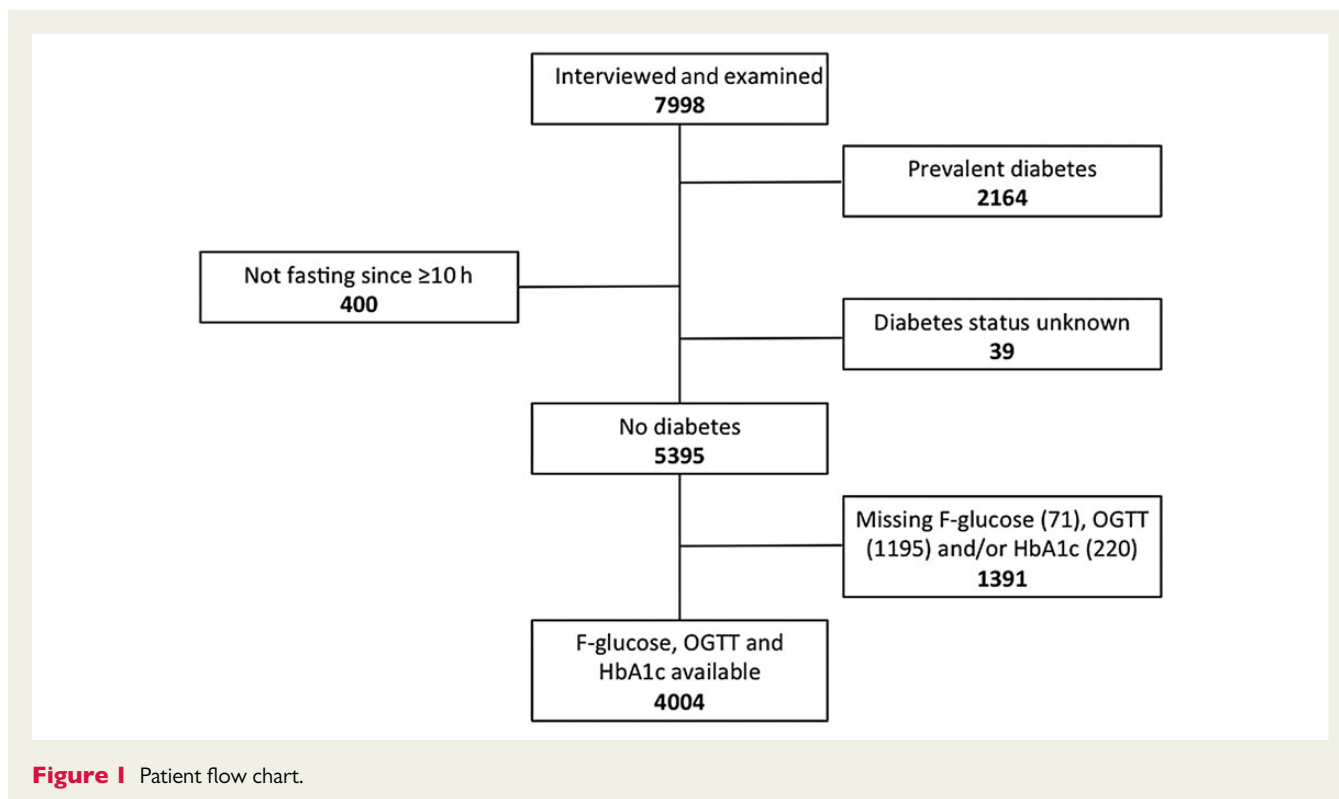 Interviewed and examined
7998
Prevalent diabetes
2164
Not fasting since ≥10 h
400
Diabetes status unknown
39
No diabetes
5395
Missing F-glucose (71), OGTT
(1195) and/or HbA1c (220)
1391
F-glucose, OGTT and
HbA1c available
4004
Figure 1 Patient flow chart.